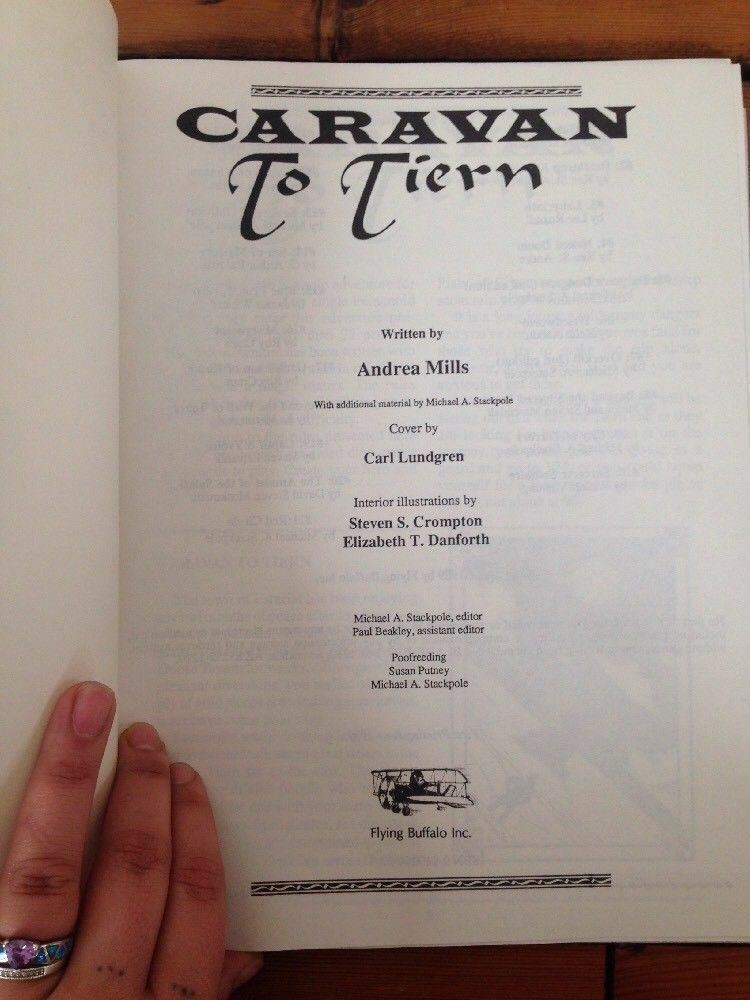 CARAVAN
To Tiern
Written by
Andrea Mills
With additional material by Michael A. Stackpole
Cover by
Carl Lundgren
Interior illustrations by
Steven S. Crompton
Elizabeth T. Danforth
Michael A. Stackpole, editor
Paul Beakley, assistant editor
Poofreeding
Susan Putney
Michael A. Stackpole
Flying Buffalo Inc.